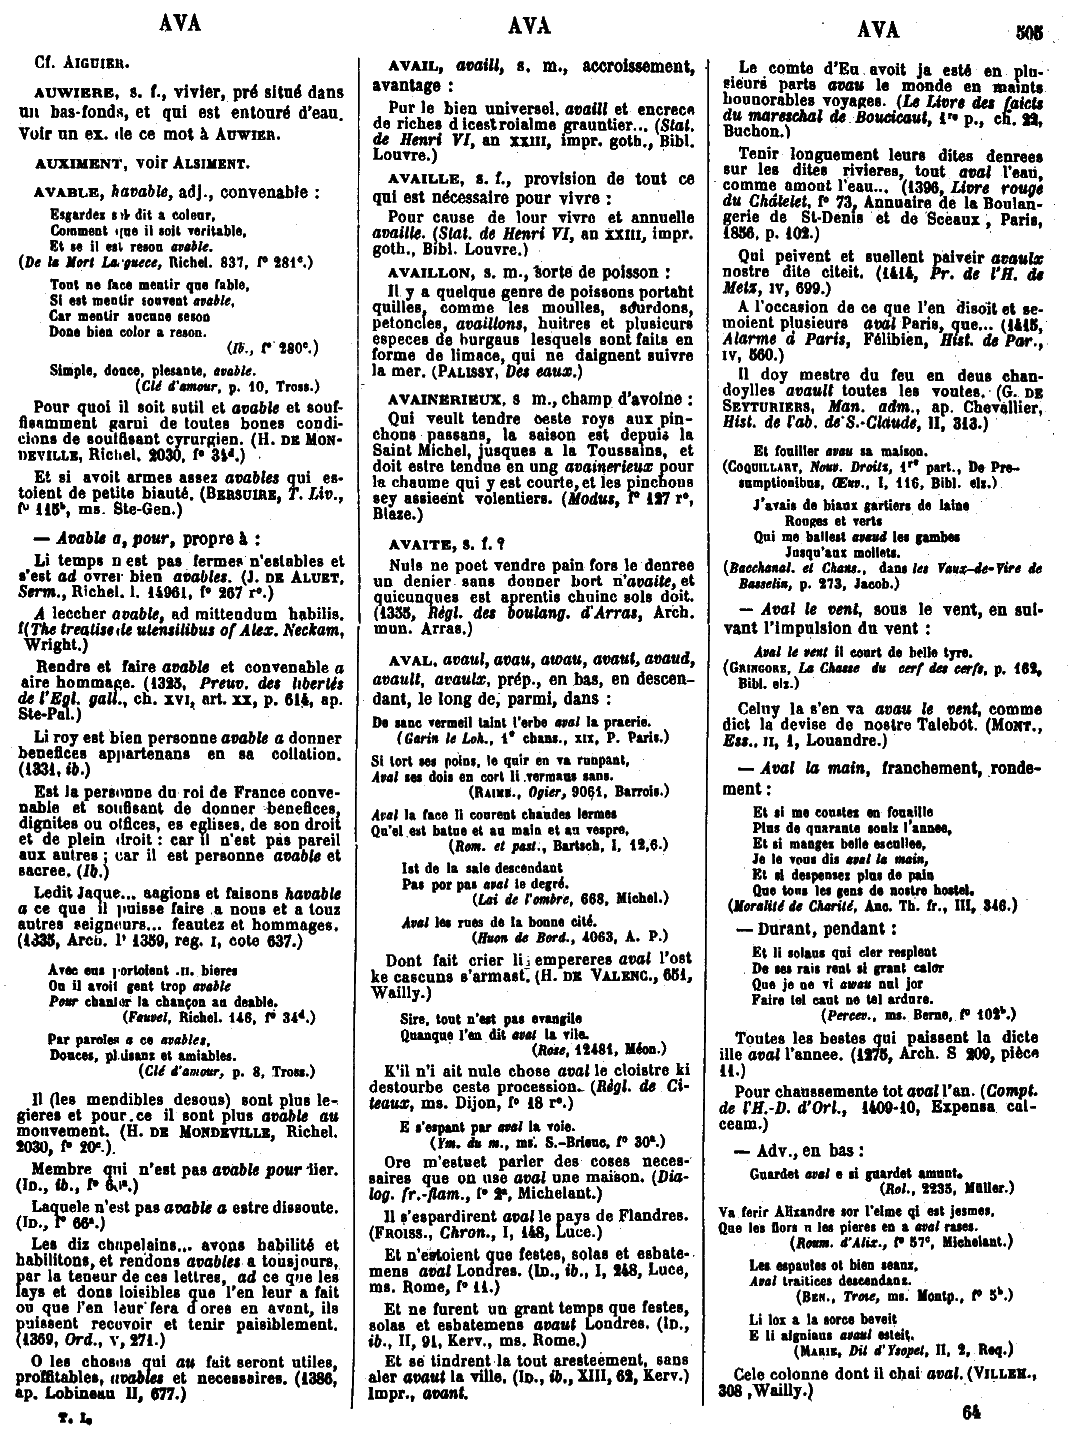 AVA
AVA
AVA
505
Cf. AIGUIER.
AUWIERE, s. f., vivier, pré situé dans
un bas-fonds, et qui est entouré d'eau.
Voir un ex. de ce mot à AUWIER.
AUXIMENT, voir ALSIMENT.
AVABLE, havable, adj., convenable :
Esgardez s'il dit a coleur,
Comment que il soit veritable,
Et se il est reson avable.
(De la Mort Larguece, Richel. 837, f° 281c.)
Tout ne face mentir que fable,
Si est mentir souvent avable,
Car mentir aucune seson
Done bien color a reson.
(Ib., f° 280c.)
Simple, douce, plesante, avable.
(Clé d'amour, p. 10, Tross.)
Pour quoi il soit sutil et avable et souf-
fisamment garui de toutes bones condi-
cions de souffisant cyrurgien. (H. DE MON-
DEVILLE, Richel. 2030, f° 31d.)
Et si avoit armes assez avables qui es-
toient de petite biauté. (BERSUIRE, T. Liv.,
f° 115b, ms. Ste-Gen.)
— Avable a, pour, propre à :
Li temps n est pas fermes n'estables et
s'est ad ovrer bien avables. (J. DE ALUET,
Serm., Richel. l. 14961, f° 267 r°.)
A leccher avable, ad mittendum habilis.
(The treatise de utensilibus of Alex. Neckam,
Wright.)
Rendre et faire avable et convenable a
aire hommage. (1325, Preuv. des libertés
de l'Egl. gall., ch. XVI, art. XX, p. 614, ap.
Ste-Pal.)
Li roy est bien personne avable a donner
benefices appartenans en sa collation.
(1331, ib.)
Est la personne du roi de France conve-
nable et souffisant de donner benefices,
dignites ou offices, es eglises, de son droit
et de plein droit : car il n'est pas pareil
aux autres ; car il est personne avable et
sacree. (Ib.)
Ledit Jaque... aagions et faisons havable
a ce que il puisse faire a nous et a touz
autres seigneurs... feautez et hommages.
(1335, Arch. l' 1359, reg. I, cote 637.)
Avec eus portoient .II. bieres
Ou il avoit gent trop avable
Pour chanter la chançon au deable.
(Fauvel, Richel. 146, f° 34d.)
Par paroles a ce avables,
Douces, plaisanz et amiables.
(Clé d'amour, p. 8, Tross.)
Il (les mendibles desous) sont plus le-
gieres et pour ce il sont plus avable au
mouvement. (H. DE MONDEVILLE, Richel.
2030, f° 20c.)
Membre qui n'est pas avable pour lier.
(ID., ib., f°
Laquele n'est pas avable a estre dissoute.
(ID., f° 66a.)
Les diz chapelains... avons habilité et
habilitons, et rendons avables a tousjours,
par la teneur de ces lettres, ad ce que les
lays et dons loisibles que l'en leur a fait
ou que l'en leur fera d ores en avant, ils
puissent recevoir et tenir paisiblement.
(1369, Ord., V, 271.)
O les choses qui au fait seront utiles,
proffitables, avables et necessaires. (1386,
ap. Lobineau II, 677.)
T. I.
AVAIL, availl, s. m., accroissement,
avantage :
Pur le bien universel, availl et encrece
de riches d icest roialme grauntier... (Stat.
de Henri VI, an XXIII, impr. goth., Bibl.
Louvre.)
AVAILLE, s. f., provision de tout ce
qui est nécessaire pour vivre :
Pour cause de lour vivre et annuelle
availle. (Stat. de Henri VI, an XXIII, impr.
goth., Bibl. Louvre.)
AVAILLON, s. m., sorte de poisson :
Il y a quelque genre de poissons portant
quilles, comme les moulles, sourdons,
petoncles, availlons, huitres et plusieurs
especes de burgaus lesquels sont faits en
forme de limace, qui ne daignent suivre
la mer. (PALISSY, Des eaux.)
AVAINERIEUX, s m., champ d'avoine :
Qui veult tendre oeste roys aux pin-
chons passans, la saison est depuis la
Saint Michel, jusques a le Toussains, et
doit estre tendue en ung avainerieux pour
le chaume qui y est courte, et les pinchons
sey assieent volentiers. (Modus, f° 127 r°,
Blaze.)
AVAITE, s. f. ?
Nuls ne poet vendre pain fors le denree
un denier sans donner bort n'avaite, et
quicunques est aprentis chuinc sols doit.
(1355, Règl. des boulang. d'Arras, Arch.
mun. Arras.)
AVAL, avaul, avau, awau, avaut, avaud,
avault, avaulx, prép., en bas, en descen-
dant, le long de, parmi, dans :
De sanc vermeil taint l'erbe aval la praerie.
(Garin le Loh., 1e chans., XIX, P. Paris.)
Si tort ses poins, le quir en va rumpant,
Aval ses dois en cort li vermaus sans.
(RAIMB., Ogier, 9061, Barrois.)
Aval la face li courent chaudes lermes
Qu'el est batue et au main et au vespre,
(Rom. et past., Bartsch, I, 12,6.)
Ist de la sale descendant
Pas por pas aval le degré.
(Lai de l'ombre, 668, Michel.)
Aval les rues de la bonne cité.
(Huon de Bord., 4063, A. P.)
Dont fait crier li empereres aval l'ost
ke cascuns s'armast. (H. DE VALENC., 651,
Wailly.)
Sire, tout n'est pas evangile
Quanque l'en dit aval la vile.
(Rose, 12481, Méon.)
K'il n'i ait nule chose aval le cloistre ki
destourbe ceste procession. (Règl. de Ci-
teaux, ms. Dijon, f° 18 r°.)
E s'espant par aval la voie.
(Ym. du m., ms. S.-Brieuc, f° 30a.)
Ore m'estuet parler des coses neces-
saires que on use aval une maison. (Dia-
log. fr.-flam., f° 2a, Michelant.)
Il s'espardirent aval le pays de Flandres.
(FROISS., Chron., I, 148, Luce.)
Et n'estoient que festes, solas et esbate-
mens aval Londres. (ID., ib., I, 248, Luce,
ms. Rome, f° 11.)
Et ne furent un grant temps que festes,
solas et esbatemens avaut Londres. (ID.,
ib., II, 91, Kerv., ms. Rome.)
Et se tindrent la tout aresteement, sans
aler avaut la ville. (ID., ib., XIII, 62, Kerv.)
Impr., avant.
Le comte d'Eu avoit ja esté en plu-
sieurs parts avau le monde en maints
honnorables voyages. (Le Livre des faicts
du mareschal de Boucicaut, 1re p., ch. 22,
Buchon.)
Tenir longuement leurs dites denrees
sur les dites rivieres, tout aval l'eau,
comme amont l'eau... (1396, Livre rouge
du Châtelet, f° 73, Annuaire de la Boulan-
gerie de St-Denis et de Sceaux, Paris,
1856, p. 102.)
Qui peivent et suellent paiveir avaulx
nostre dite citeit. (1414, Pr. de l'H. de
Metz, IV, 699.)
A l'occasion de ce que l'en disoit et se-
moient plusieurs aval Paris, que... (1415,
Alarme à Paris, Félibien, Hist. de Par.,
IV, 560.)
Il doy mestre du feu en deus chan-
doylles avault toutes les voutes. (G. DE
SEYTURIERS, Man. adm., ap. Chevallier,
Hist. de l'ab. de S.-Claude, II, 313.)
Et fouiller avau sa maison.
(COQUILLART, Nouv. Droits, 1re part., De Pre-
sumptionibus, Œuv., I, 116, Bibl. elz.)
J'avais de biaux gartiers de laine
Rouges et verts
Qui me ballest avaud les gambes
Jusqu'aux mollets.
(Bacchanal. et Chans., dans les Vaux-de-Vire de
Basselin, p. 273, Jacob.)
— Aval le vent, sous le vent, en sui-
vant l'impulsion du vent :
Aval le vent il court de belle tyre.
(GRINGORE, La Chasse du cerf des cerfs, p. 162,
Bibl. elz.)
Celuy la s'en va avau le vent, comme
dict la devise de nostre Talebot. (MONT.,
Ess., II, 1, Louandre.)
— Aval la main, franchement, ronde-
ment :
Et si me coustez en fouaille
Plus de quarante soulz l'annee,
Et si manges belle escullee,
Je le vous dis aval la main,
Et si despensez plus de pain
Que tous les gens de nostre hostel.
(Moralité de Charité, Anc. Th. fr., III, 346.)
— Durant, pendant :
Et li solaus qui cler resplent
De ses rais rent si grant calor
Que je ne vi awau nul jor
Faire tel caut ne tel ardure.
(Percev., ms. Berne, f° 102b.)
Toutes les bestes qui paissent la dicte
ille aval l'annee. (1275, Arch. S 209, pièce
11.)
Pour chaussemente tot aval l'an. (Compt.
de l'H.-D. d'Orl., 1409-10, Expensa cal-
ceam.)
— Adv., en bas :
Guardet aval e si guardet amunt.
(Rol., 2235, Müller.)
Va ferir Alixandre sor l'elme qi est jesmes,
Que les flors n les pieres en a aval rases.
(Roum. d'Alix., f° 57c, Michelant.)
Les espaules ot bien seanz,
Aval traitices descendanz.
(BEN., Troie, ms. Montp., f° 5b.)
Li lox a la sorce beveit
E li aigniaus avaul esteit.
(MARIE, Dit d'Ysopet, II, 2, Roq.)
Cele colonne dont il chai aval. (VILLEH.,
308, Wailly.)
64